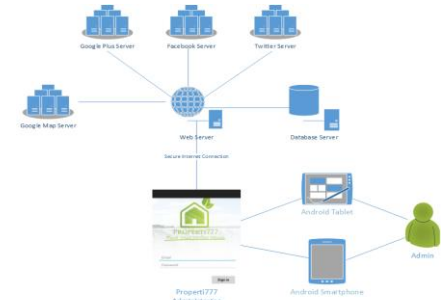 Google Plus Server
Facebook Server
Twitter Server
Google Map Server
Web Server
Database Server
Secure Internet Connection
PROPERTI777
Android Tablet
Admin
Sign in
Properti777
Android Smartphone